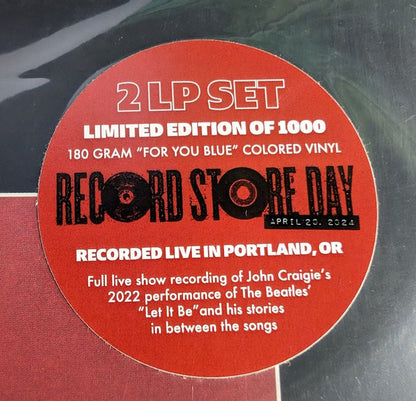 2 LP SET
LIMITED EDITION OF 1000
180 GRAM "FOR YOU BLUE" COLORED VINYL
RECORD STORE DAY
APRIL 20, 2024
RECORDED LIVE IN PORTLAND, OR
Full live show recording of John Craigie's
2022 performance of The Beatles'
"Let It Be"and his stories
in between the songs